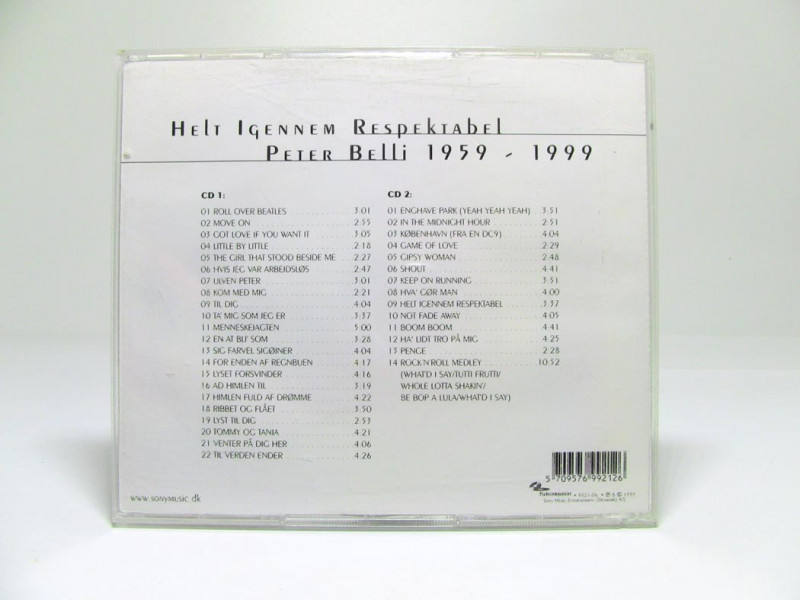 Helt Igennem Respektabel
Peter Belli 1959 - 1999
CD 1:
01 ROLL OVER BEATLES 3:01
02 MOVE ON 2:55
03 GOT LOVE IF YOU WANT IT 3:05
04 LITTLE BY LITTLE 2:18
05 THE GIRL THAT STOOD BESIDE ME 2:27
06 HVIS JEG VAR ARBEJDSLØS 2:47
07 ULVEN PETER 3:01
08 KOM MED MIG 2:21
09 TIL DIG 4:04
10 TA' MIG SOM JEG ER 3:37
11 MENNESKEJAGTEN 5:00
12 EN AT BLI' SOM 3:28
13 SIG FARVEL SIGØJNER 4:04
14 FOR ENDEN AF REGNBUEN 4:17
15 LYSET FORSVINDER 4:16
16 AD HIMLEN TIL 3:19
17 HIMLEN FULD AF DRØMME 4:22
18 RIBBET OG FLÅET 3:50
19 LYST TIL DIG 2:53
20 TOMMY OG TANIA 4:21
21 VENTER PÅ DIG HER 4:06
22 TIL VERDEN ENDER 4:26
CD 2:
01 ENGHAVE PARK (YEAH YEAH YEAH) 3:51
02 IN THE MIDNIGHT HOUR 2:51
03 KØBENHAVN (FRA EN DC9) 4:04
04 GAME OF LOVE 2:29
05 GIPSY WOMAN 2:48
06 SHOUT 4:41
07 KEEP ON RUNNING 3:51
08 HVA' GØR MAN 4:00
09 HELT IGENNEM RESPEKTABEL 3:37
10 NOT FADE AWAY 4:05
11 BOOM BOOM 4:41
12 HA' LIDT TRO PÅ MIG 4:25
13 PENGE 2:28
14 ROCK'N'ROLL MEDLEY 10:52
(WHAT'D I SAY/TUTTI FRUTTI/
WHOLE LOTTA SHAKIN'/
BE BOP A LULA/WHAT'D I SAY)
www.sonymusic.dk
5 709576 992126